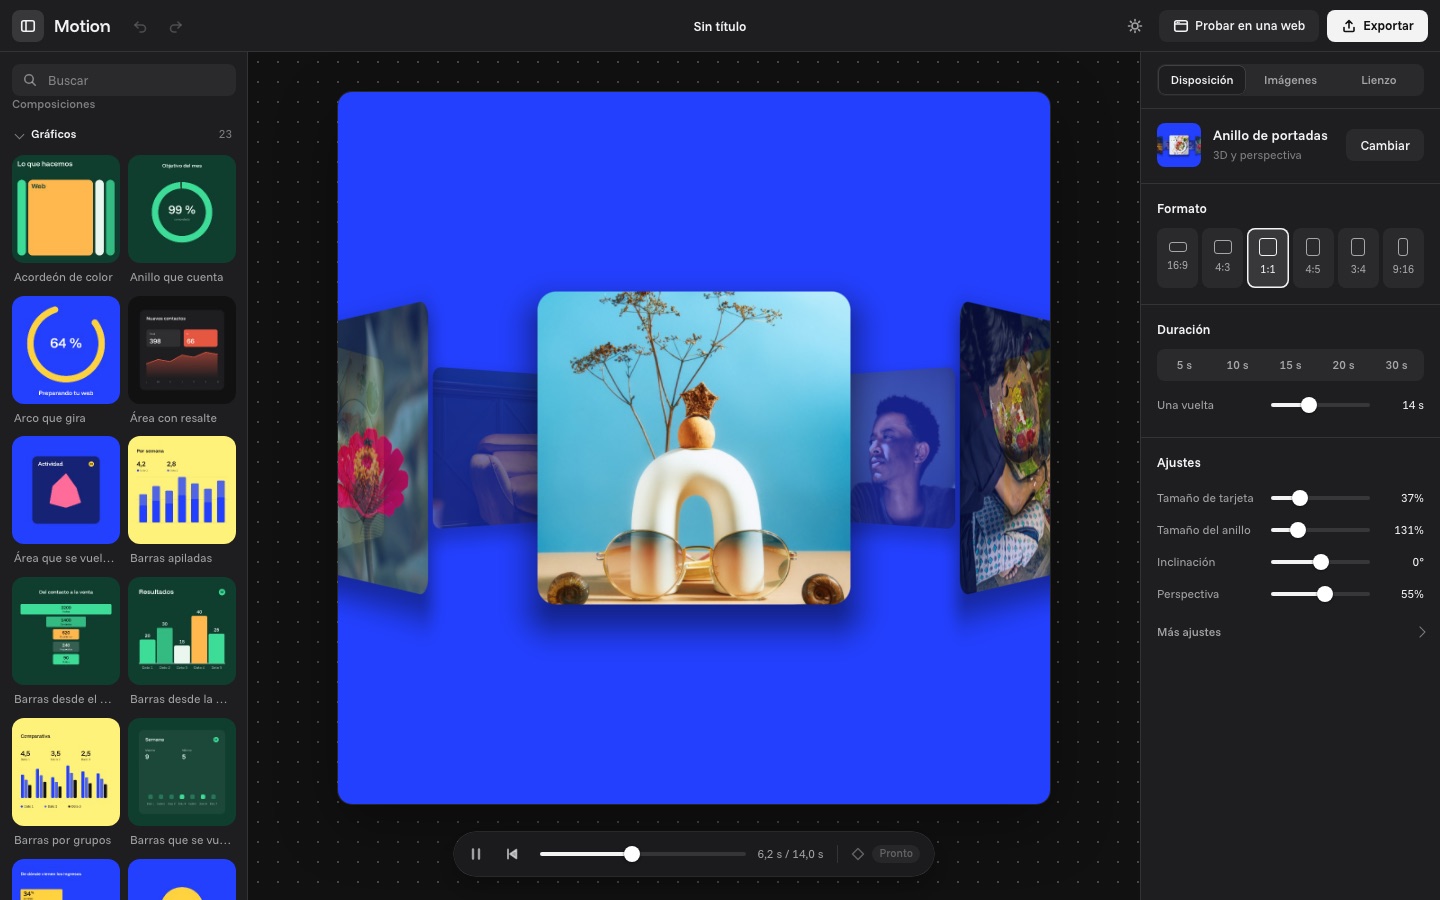 Motion
Sin título
Probar en una web
Exportar
Buscar
Composiciones
Gráficos
23
Lo que hacemos
Web
Acordeón de color
Objetivo del mes
99 %
Anillo que cuenta
64 %
Preparando tu web
Arco que gira
Nuevos contactos
398
66
Área con resalte
Actividad
Área que se vuel...
Por semana
4,2
2,8
Barras apiladas
Del contacto a la venta
Barras desde el ...
Resultados
20
30
15
40
25
Barras desde la ...
Comparativa
4,5
3,5
2,5
Barras por grupos
Semana
9
5
Barras que se vu...
34%
6,2 s / 14,0 s
Pronto
Disposición
Imágenes
Lienzo
Anillo de portadas
3D y perspectiva
Cambiar
Formato
16:9
4:3
1:1
4:5
3:4
9:16
Duración
5 s
10 s
15 s
20 s
30 s
Una vuelta
14 s
Ajustes
Tamaño de tarjeta
37%
Tamaño del anillo
131%
Inclinación
0°
Perspectiva
55%
Más ajustes